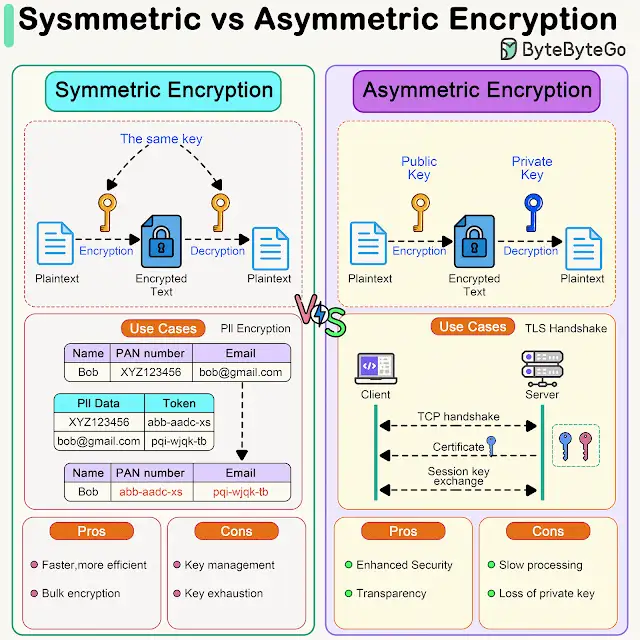 Sysmmetric vs Asymmetric Encryption
ByteByteGo
Symmetric Encryption
The same key
Encryption
Decryption
Plaintext
Encrypted
Text
Plaintext
Use Cases
PII Encryption
Name PAN number Email
Bob XYZ123456 bob@gmail.com
PII Data Token
XYZ123456 abb-aadc-xs
bob@gmail.com pqi-wjqk-tb
Name PAN number Email
Bob abb-aadc-xs pqi-wjqk-tb
Pros
Faster,more efficient
Bulk encryption
Cons
Key management
Key exhaustion
VS
Asymmetric Encryption
Public
Key
Private
Key
Encryption
Decryption
Plaintext
Encrypted
Text
Plaintext
Use Cases
TLS Handshake
</>
Client
Server
TCP handshake
Certificate
Session key
exchange
Pros
Enhanced Security
Transparency
Cons
Slow processing
Loss of private key